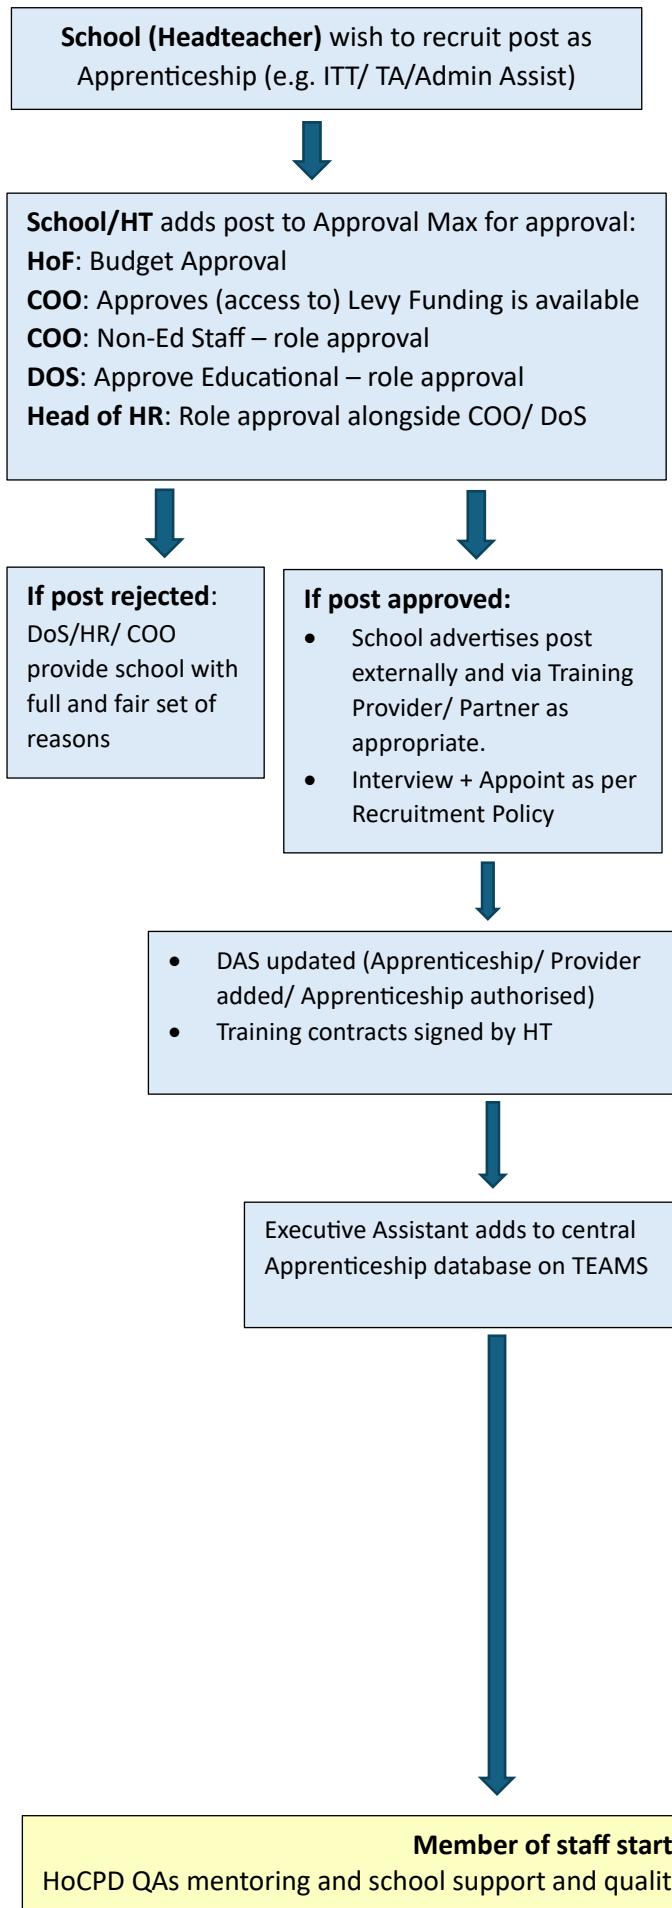 School (Headteacher) wish to recruit post as
Apprenticeship (e.g. ITT/ TA/Admin Assist)
School/HT adds post to Approval Max for approval:
HoF: Budget Approval
COO: Approves (access to) Levy Funding is available
COO: Non-Ed Staff – role approval
DOS: Approve Educational – role approval
Head of HR: Role approval alongside COO/ DoS
If post rejected:
DoS/HR/ COO
provide school with
full and fair set of
reasons
If post approved:
• School advertises post
externally and via Training
Provider/ Partner as
appropriate.
• Interview + Appoint as per
Recruitment Policy
• DAS updated (Apprenticeship/ Provider
added/ Apprenticeship authorised)
• Training contracts signed by HT
Executive Assistant adds to central
Apprenticeship database on TEAMS
Member of staff start
HoCPD QAs mentoring and school support and qualit